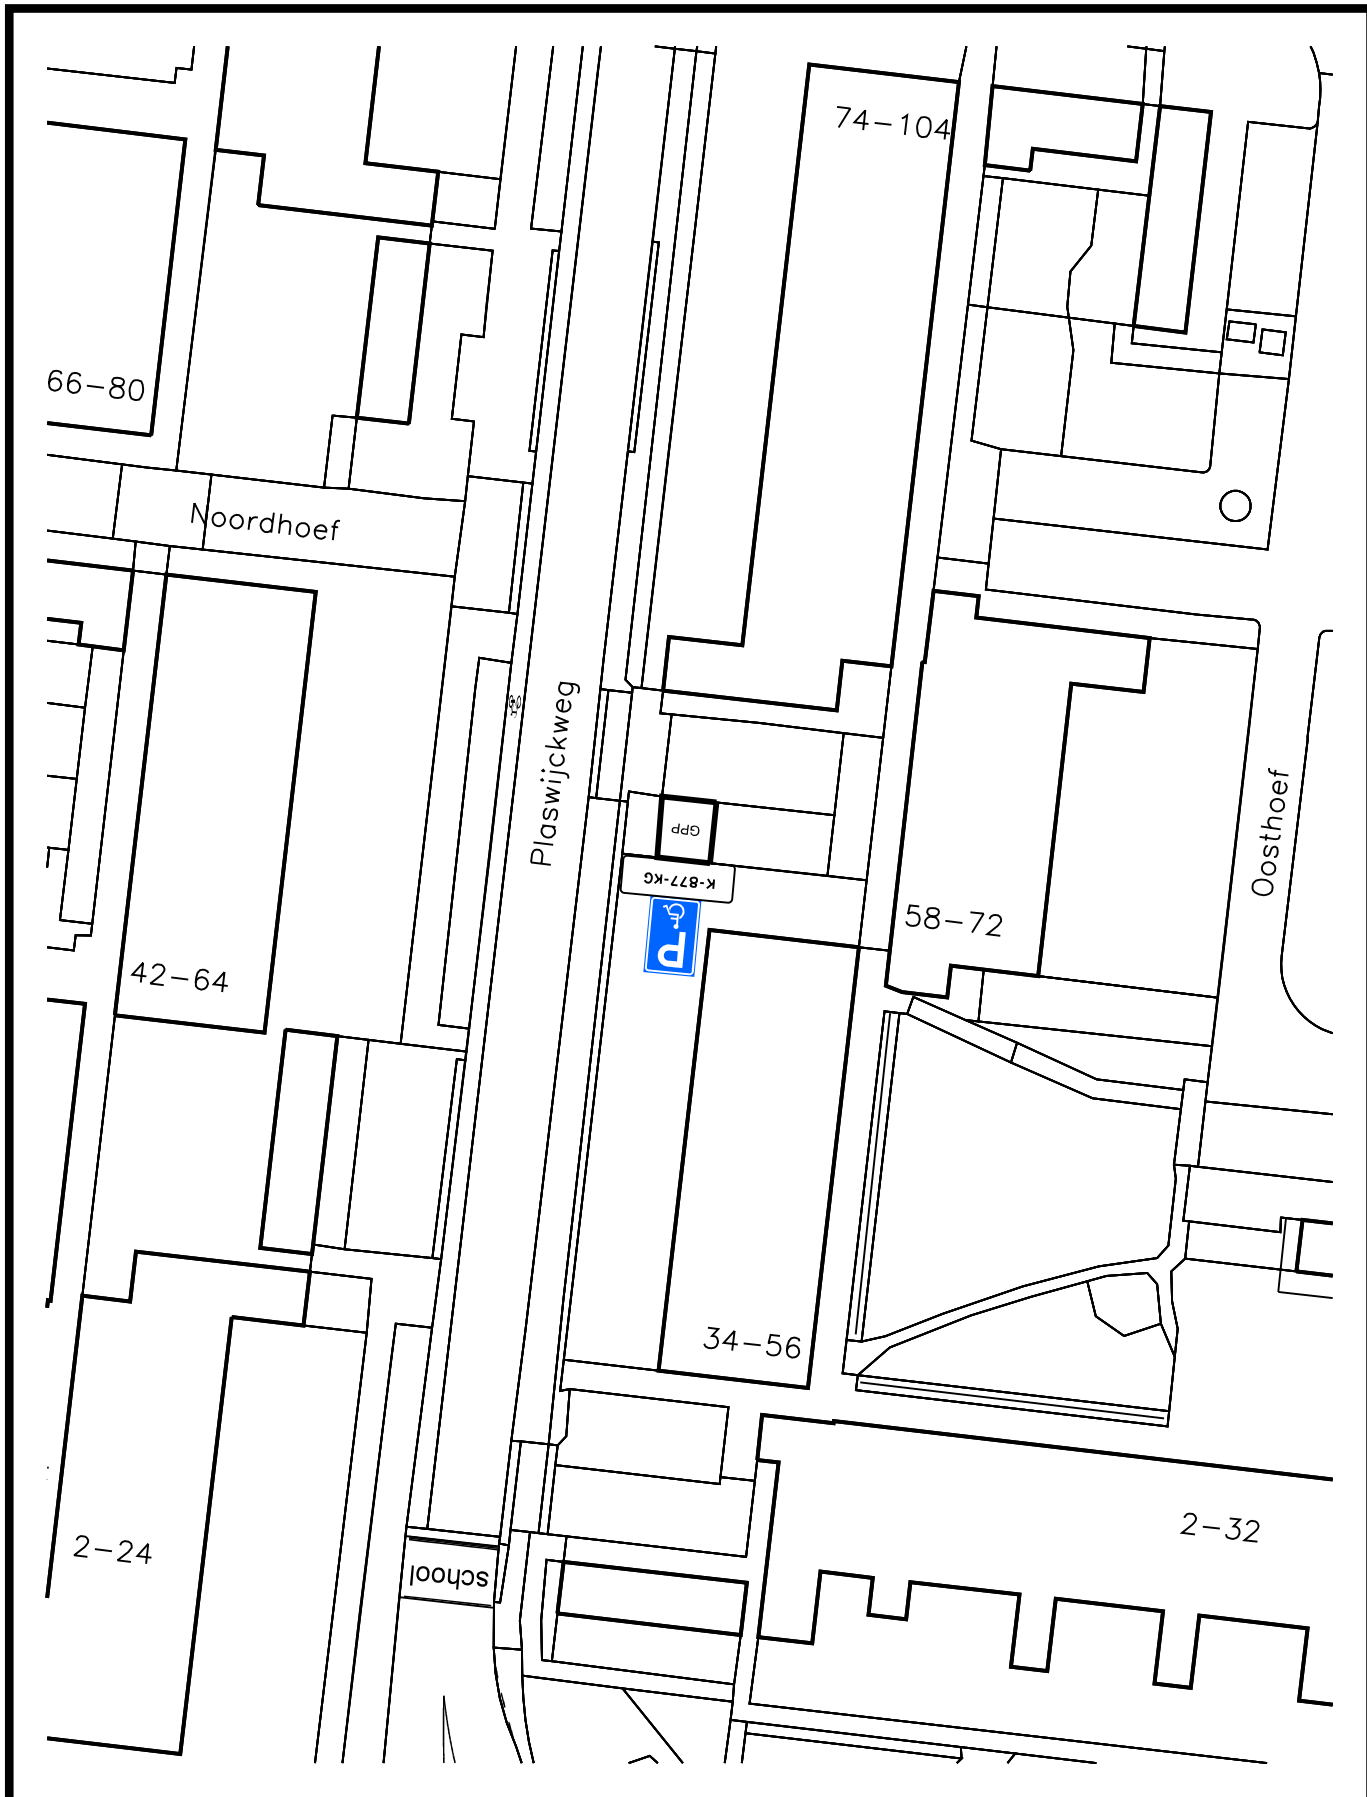 74-104
66-80
Noordhoef
Plaswijckweg
Oosthoef
GPP
K-877-KG
P
58-72
42-64
34-56
2-32
2-24
school